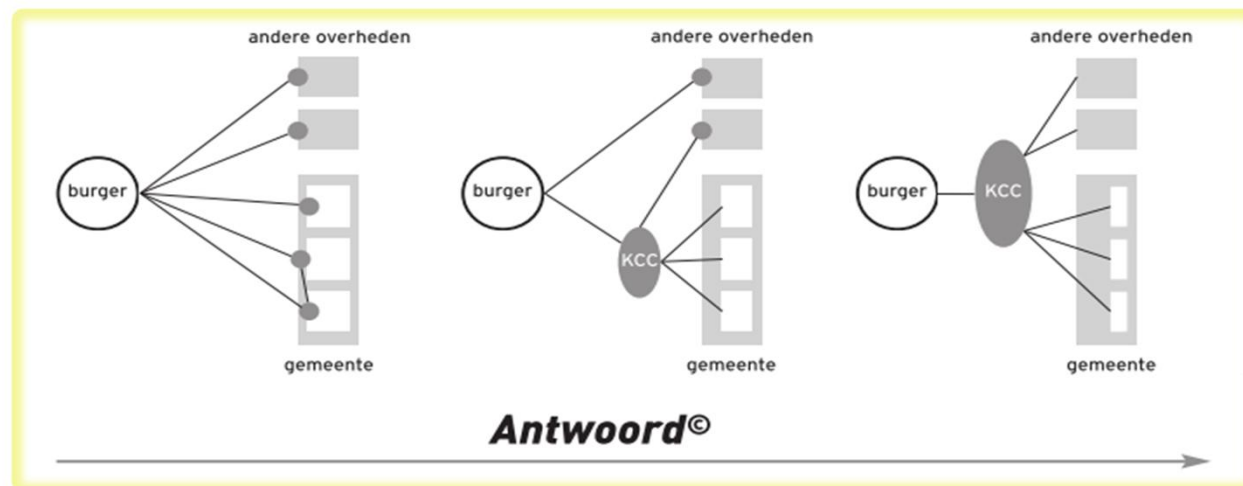 andere overheden
andere overheden
andere overheden
burger
burger
KCC
burger
KCC
gemeente
gemeente
gemeente
Antwoord©